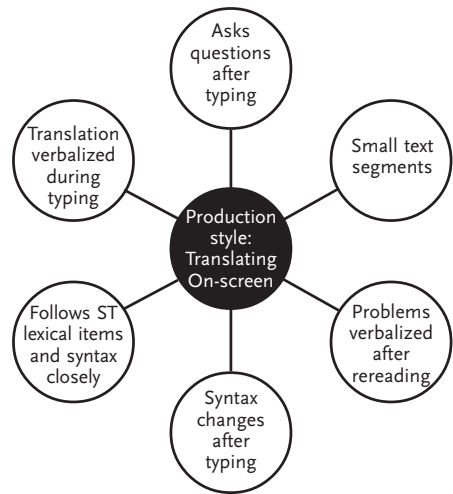 Asks
questions
after
typing
Translation
verbalized
during
typing
Small text
segments
Production
style:
Translating
On-screen
Follows ST
lexical items
and syntax
closely
Problems
verbalized
after
rereading
Syntax
changes
after
typing